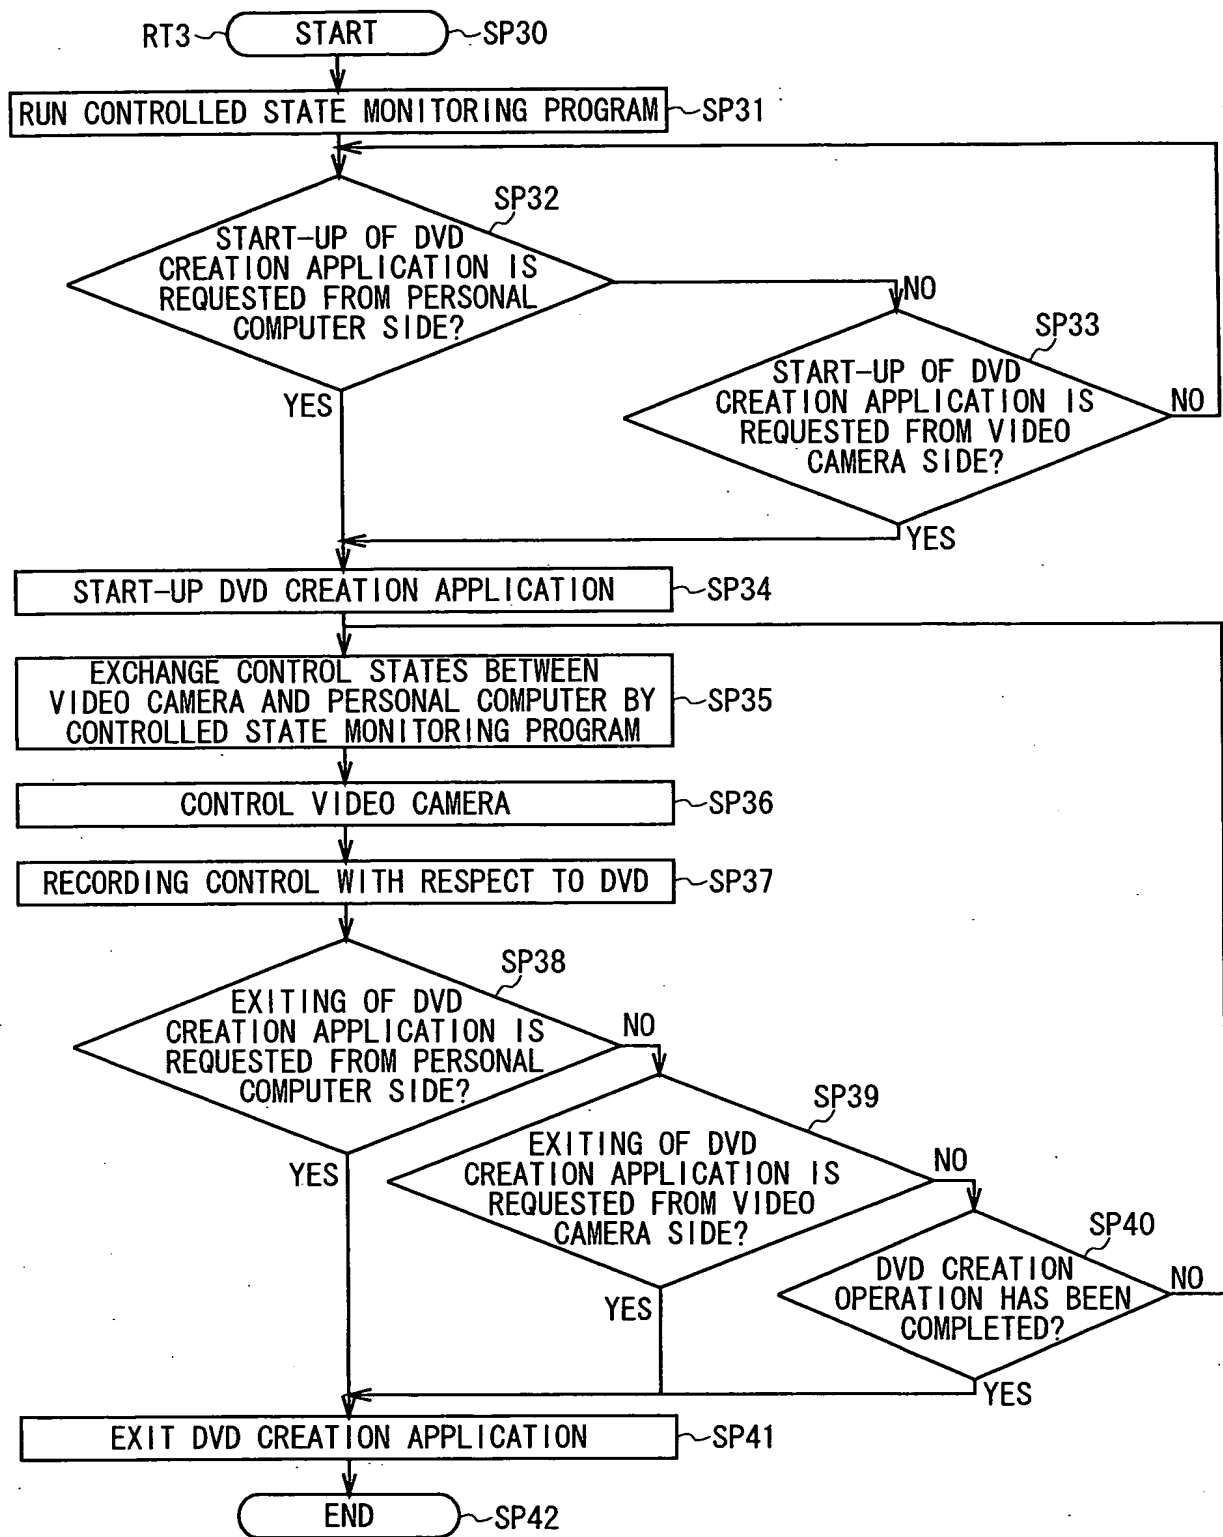 RT3
START
SP30
RUN CONTROLLED STATE MONITORING PROGRAM
SP31
SP32
START-UP OF DVD
CREATION APPLICATION IS
REQUESTED FROM PERSONAL
COMPUTER SIDE?
NO
YES
SP33
START-UP OF DVD
CREATION APPLICATION IS
REQUESTED FROM VIDEO
CAMERA SIDE?
NO
YES
START-UP DVD CREATION APPLICATION
SP34
EXCHANGE CONTROL STATES BETWEEN
VIDEO CAMERA AND PERSONAL COMPUTER BY
CONTROLLED STATE MONITORING PROGRAM
SP35
CONTROL VIDEO CAMERA
SP36
RECORDING CONTROL WITH RESPECT TO DVD
SP37
SP38
EXITING OF DVD
CREATION APPLICATION IS
REQUESTED FROM PERSONAL
COMPUTER SIDE?
NO
YES
SP39
EXITING OF DVD
CREATION APPLICATION IS
REQUESTED FROM VIDEO
CAMERA SIDE?
NO
YES
SP40
DVD CREATION
OPERATION HAS BEEN
COMPLETED?
NO
YES
EXIT DVD CREATION APPLICATION
SP41
END
SP42